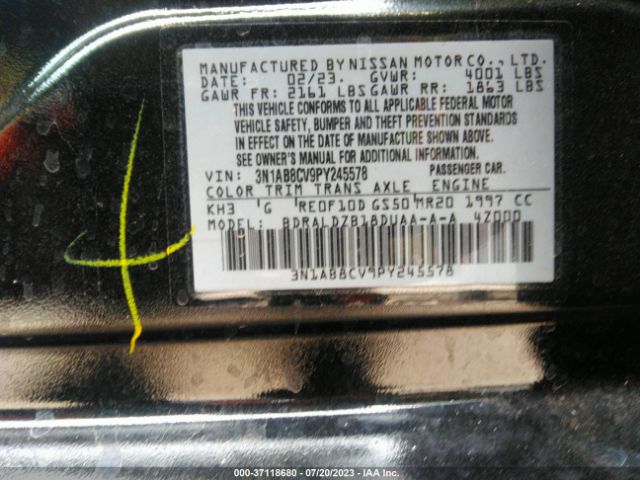 MANUFACTURED BY NISSAN MOTOR CO., LTD.
DATE: 02/23. GVWR: 4001 LBS
GAWR FR: 2161 LBS GAWR RR: 1863 LBS
THIS VEHICLE CONFORMS TO ALL APPLICABLE FEDERAL MOTOR
VEHICLE SAFETY, BUMPER AND THEFT PREVENTION STANDARDS
IN EFFECT ON THE DATE OF MANUFACTURE SHOWN ABOVE.
SEE OWNER'S MANUAL FOR ADDITIONAL INFORMATION
VIN: 3N1AB8CV9PY245578 PASSENGER CAR.
COLOR TRIM TRANS AXLE ENGINE
KH3 'G 'RE0F10D GS50'MR20 1997 CC
MODEL: BDRALDZB18DUAA-A-A 4Z000
3N1AB8CV9PY245578
000-37118680 - 07/20/2023 - IAA Inc.